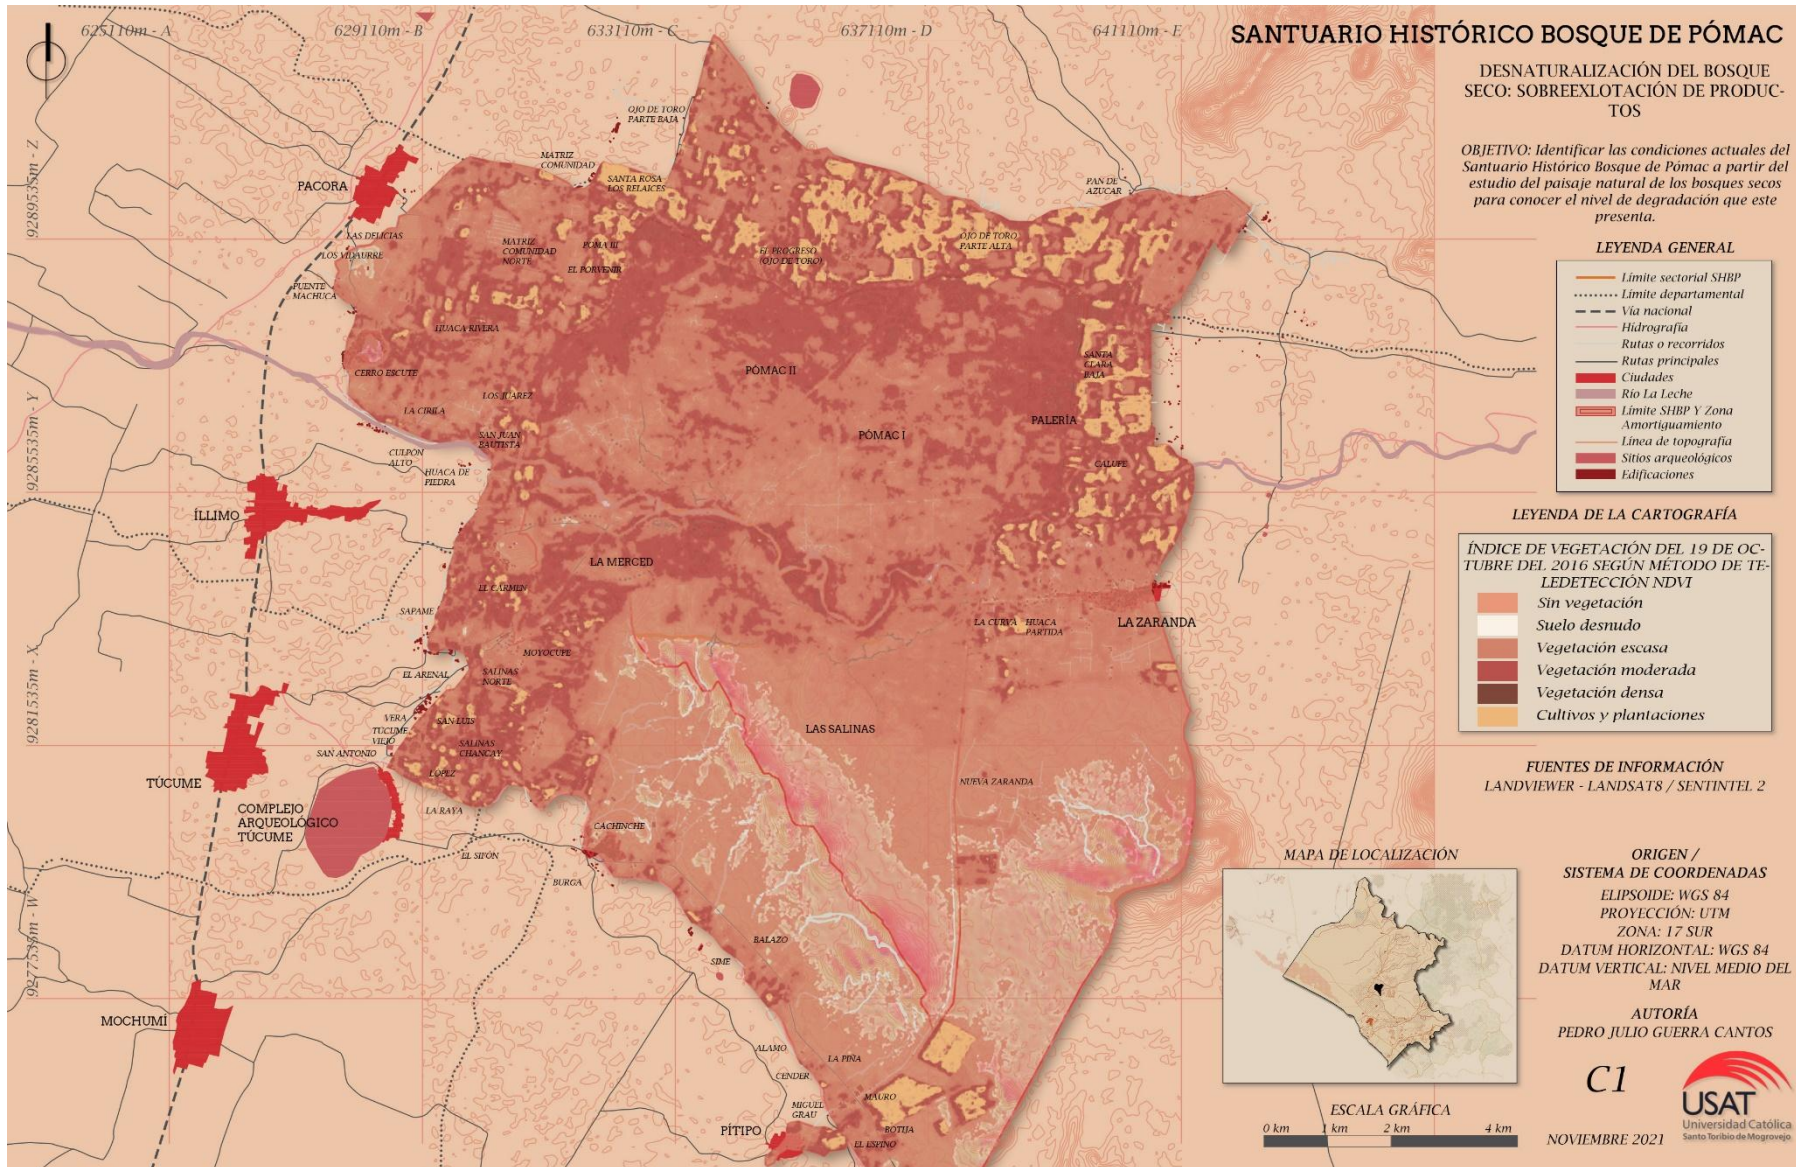 625110m - A
629110m - B
633110m - C
637110m - D
641110m - E
SANTUARIO HISTÓRICO BOSQUE DE PÓMAC
DESNATURALIZACIÓN DEL BOSQUE
SECO: SOBREEXLOTACIÓN DE PRODUC-
TOS
OBJETIVO: Identificar las condiciones actuales del
Santuario Histórico Bosque de Pómac a partir del
estudio del paisaje natural de los bosques secos
para conocer el nivel de degradación que este
presenta.
LEYENDA GENERAL
Límite sectorial SHBP
Límite departamental
Vía nacional
Hidrografía
Rutas o recorridos
Rutas principales
Ciudades
Río La Leche
Límite SHBP Y Zona
Amortiguamiento
Línea de topografía
Sitios arqueológicos
Edificaciones
LEYENDA DE LA CARTOGRAFÍA
ÍNDICE DE VEGETACIÓN DEL 19 DE OC-
TUBRE DEL 2016 SEGÚN MÉTODO DE TE-
LEDETECCIÓN NDVI
Sin vegetación
Suelo desnudo
Vegetación escasa
Vegetación moderada
Vegetación densa
Cultivos y plantaciones
FUENTES DE INFORMACIÓN
LANDVIEWER - LANDSAT8 / SENTINTEL 2
ORIGEN /
SISTEMA DE COORDENADAS
ELIPSOIDE: WGS 84
PROYECCIÓN: UTM
ZONA: 17 SUR
DATUM HORIZONTAL: WGS 84
DATUM VERTICAL: NIVEL MEDIO DEL
MAR
AUTORÍA
PEDRO JULIO GUERRA CANTOS
C1
NOVIEMBRE 2021
USAT
Universidad Católica
Santo Toribio de Mogrovejo
MAPA DE LOCALIZACIÓN
ESCALA GRÁFICA
0 km
1 km
2 km
4 km
9289535m - Z
9285535m - Y
9281535m - X
9277535m - W
OJO DE TORO
PARTE BAJA
MATRIZ
COMUNIDAD
SANTA ROSA
LOS RELAICES
PACORA
PAN DE
AZUCAR
LAS DELICIAS
LOS VIDAURRE
PUENTE
MACHUCA
MATRIZ
COMUNIDAD
NORTE
POMA III
EL PORVENIR
EL PROGRESO
(OJO DE TORO)
OJO DE TORO
PARTE ALTA
HUACA RIVERA
CERRO ESCUTE
PÓMAC II
SANTA
CLARA
BAJA
LOS JUAREZ
LA CIRILA
PALERÍA
SAN JUAN
BAUTISTA
PÓMAC I
CULPÓN
ALTO
HUACA DE
PIEDRA
CALUPE
ÍLLIMO
LA MERCED
EL CARMEN
SAPAME
LA CURVA
HUACA
PARTIDA
LA ZARANDA
MOYOCUPE
EL ARENAL
SALINAS
NORTE
VERA
TÚCUME
VIEJO
SAN LUIS
LAS SALINAS
SAN ANTONIO
SALINAS
CHANCAY
LOPEZ
TÚCUME
NUEVA ZARANDA
COMPLEJO
ARQUEOLÓGICO
TÚCUME
LA RAYA
CACHINCHE
EL SIFÓN
BURGA
BALAZO
SIME
MOCHUMÍ
ALAMO
LA PIÑA
CENDER
MAURO
MIGUEL
GRAU
PÍTIPO
BOTIJA
EL ESPINO